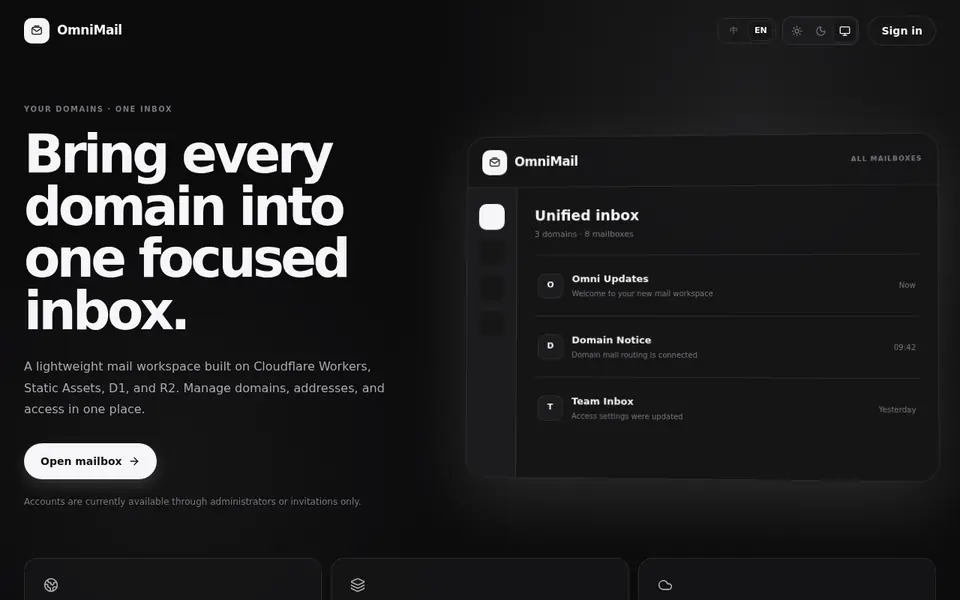 OmniMail
中 EN
Sign in
YOUR DOMAINS · ONE INBOX
Bring every
domain into
one focused
inbox.
A lightweight mail workspace built on Cloudflare Workers,
Static Assets, D1, and R2. Manage domains, addresses, and
access in one place.
Open mailbox →
Accounts are currently available through administrators or invitations only.
OmniMail
ALL MAILBOXES
Unified inbox
3 domains · 8 mailboxes
O
Omni Updates
Welcome to your new mail workspace
Now
D
Domain Notice
Domain mail routing is connected
09:42
T
Team Inbox
Access settings were updated
Yesterday